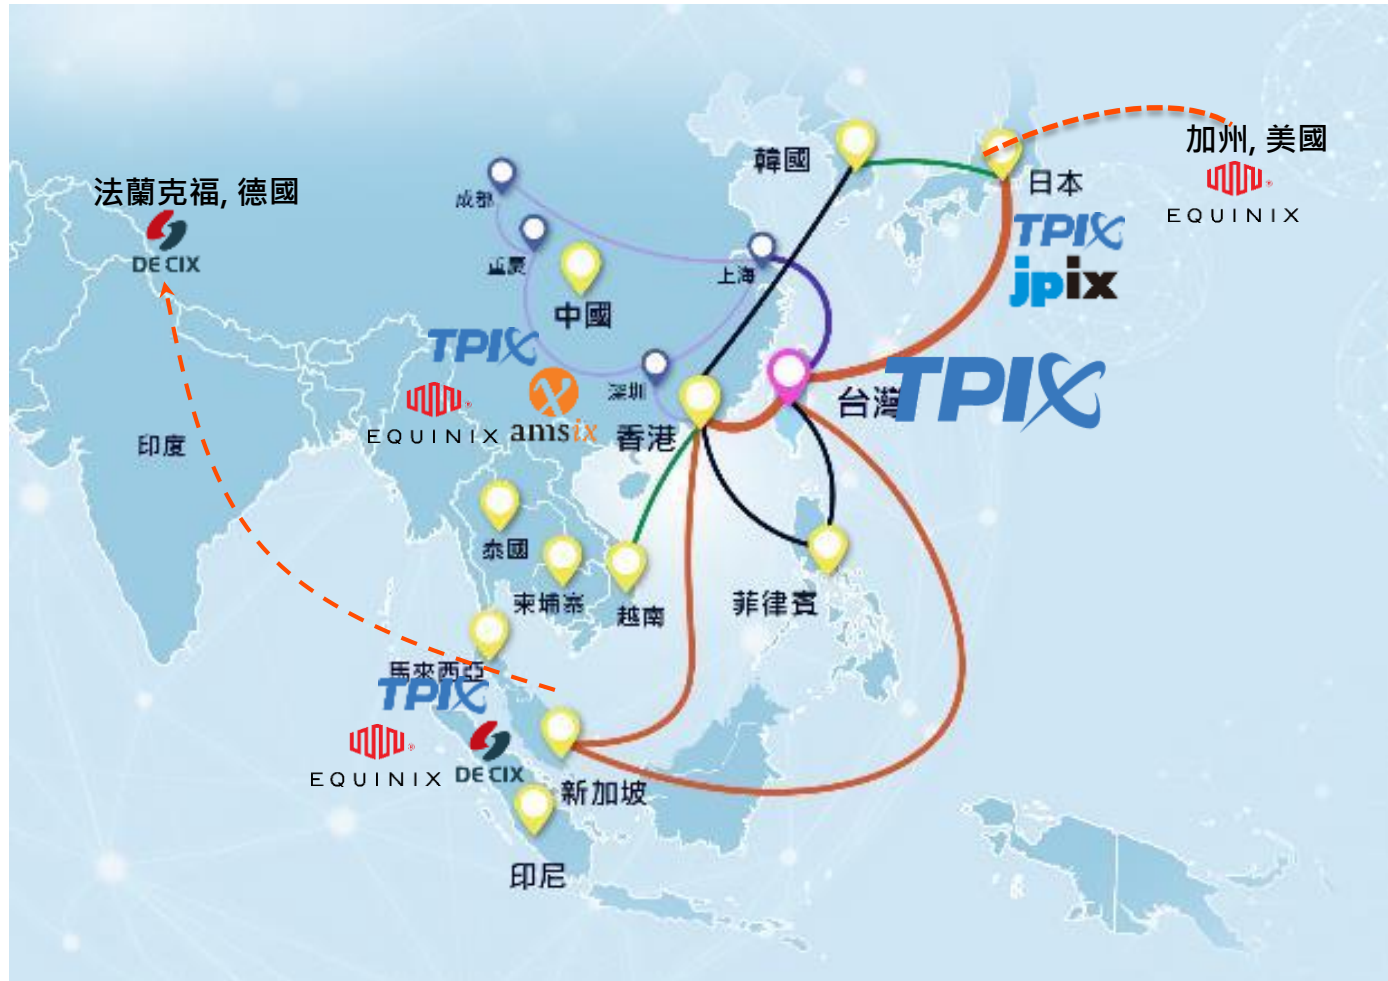 加州, 美國
EQUINIX
韓國
日本
TPIX
jpix
法蘭克福, 德國
DE CIX
成都
重慶
上海
中國
TPIX
EQUINIX
amsix
深圳
香港
台灣
TPIX
印度
泰國
柬埔寨
越南
菲律賓
馬來西亞
TPIX
EQUINIX
DE CIX
新加坡
印尼